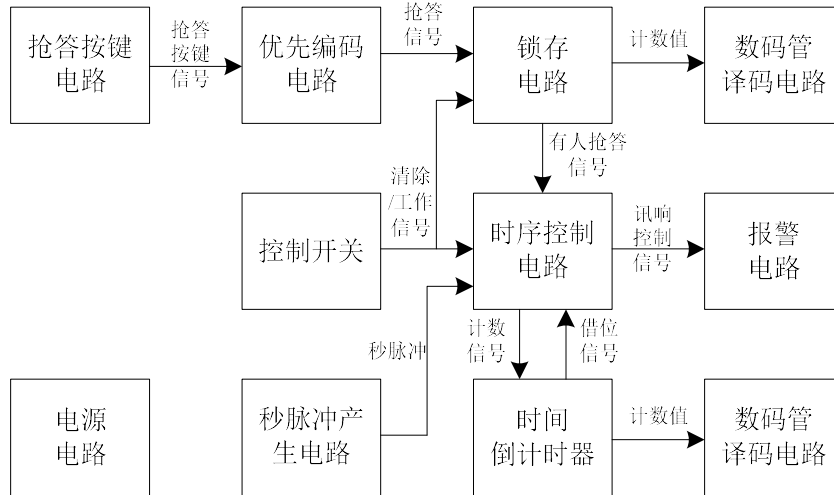 抢答按键
电路
抢答
按键
信号
优先编码
电路
抢答
信号
锁存
电路
计数值
数码管
译码电路
有人抢答
信号
清除
/工作
信号
控制开关
时序控制
电路
讯响
控制
信号
报警
电路
秒脉冲
计数
信号
借位
信号
电源
电路
秒脉冲产
生电路
时间
倒计时器
计数值
数码管
译码电路